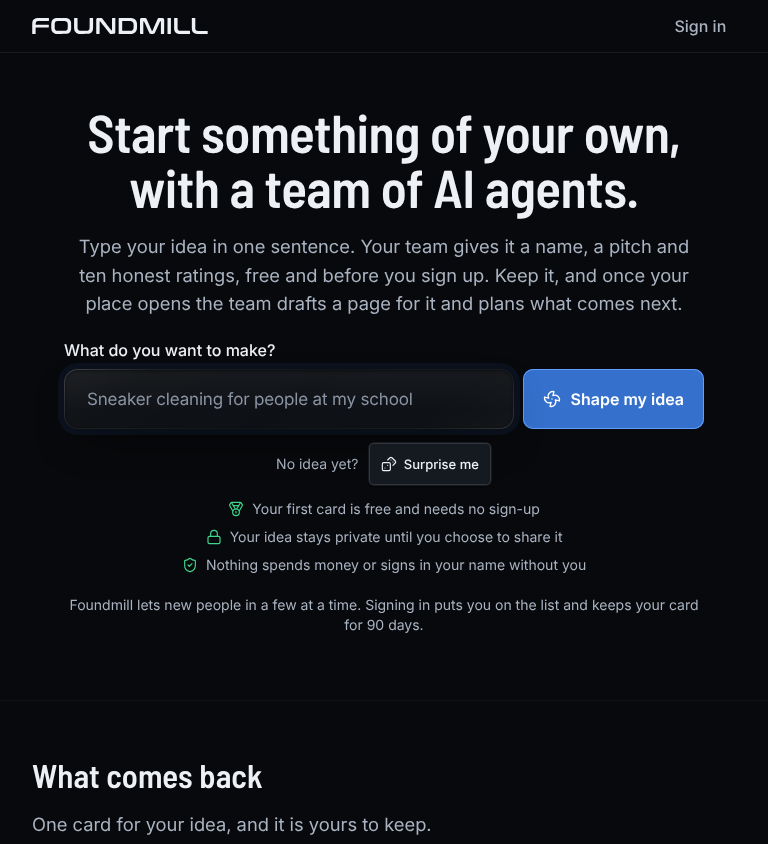 FOUNDMILL
Sign in
Start something of your own,
with a team of AI agents.
Type your idea in one sentence. Your team gives it a name, a pitch and
ten honest ratings, free and before you sign up. Keep it, and once your
place opens the team drafts a page for it and plans what comes next.
What do you want to make?
Sneaker cleaning for people at my school
Shape my idea
No idea yet?
Surprise me
Your first card is free and needs no sign-up
Your idea stays private until you choose to share it
Nothing spends money or signs in your name without you
Foundmill lets new people in a few at a time. Signing in puts you on the list and keeps your card
for 90 days.
What comes back
One card for your idea, and it is yours to keep.